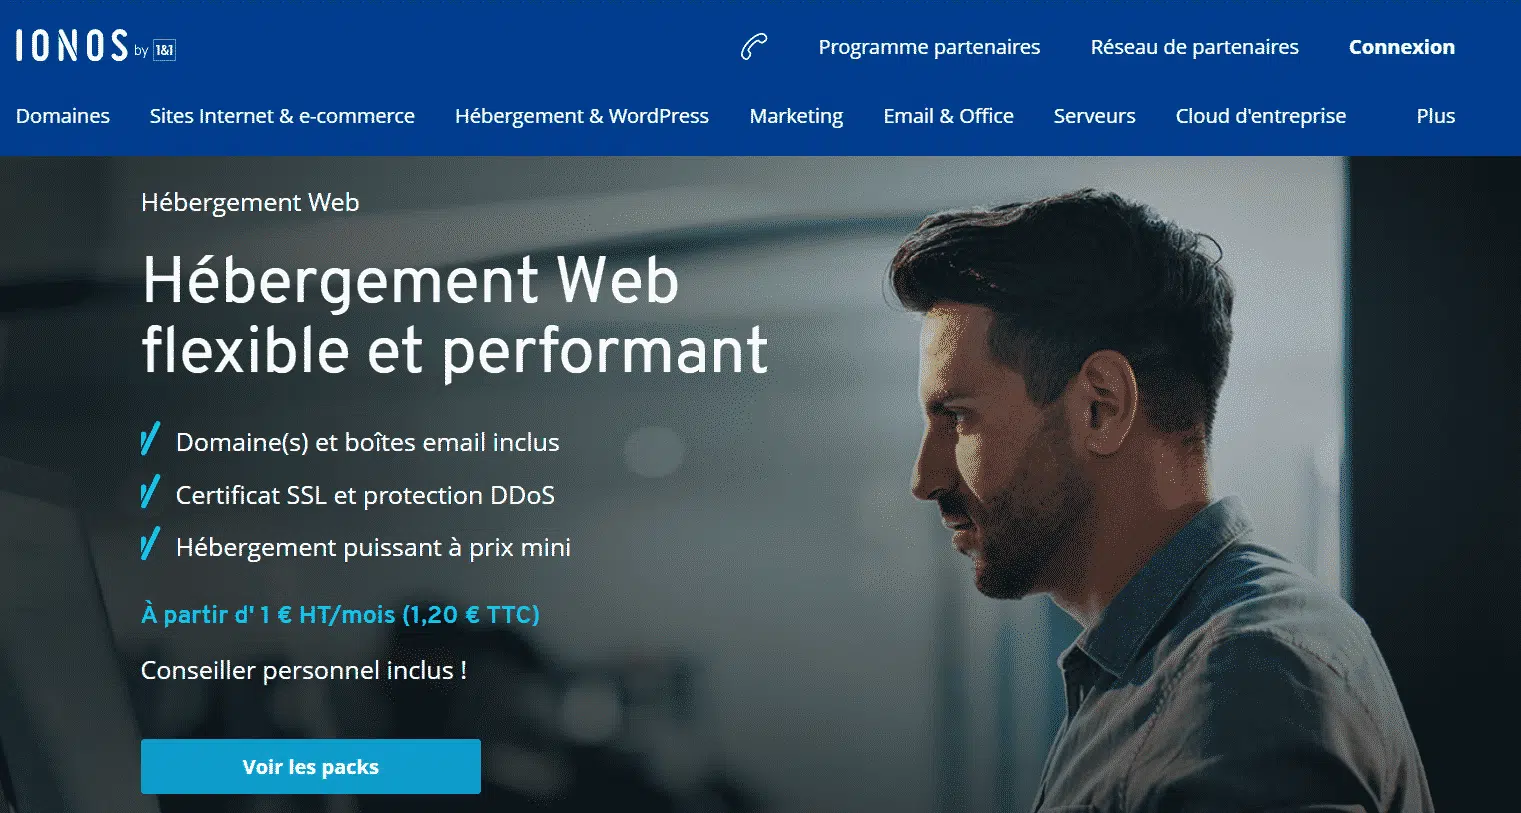 IONOS by 1&1
Programme partenaires
Réseau de partenaires
Connexion
Domaines
Sites Internet & e-commerce
Hébergement & WordPress
Marketing
Email & Office
Serveurs
Cloud d'entreprise
Plus
Hébergement Web
Hébergement Web
flexible et performant
Domaine(s) et boîtes email inclus
Certificat SSL et protection DDoS
Hébergement puissant à prix mini
À partir d' 1 € HT/mois (1,20 € TTC)
Conseiller personnel inclus !
Voir les packs